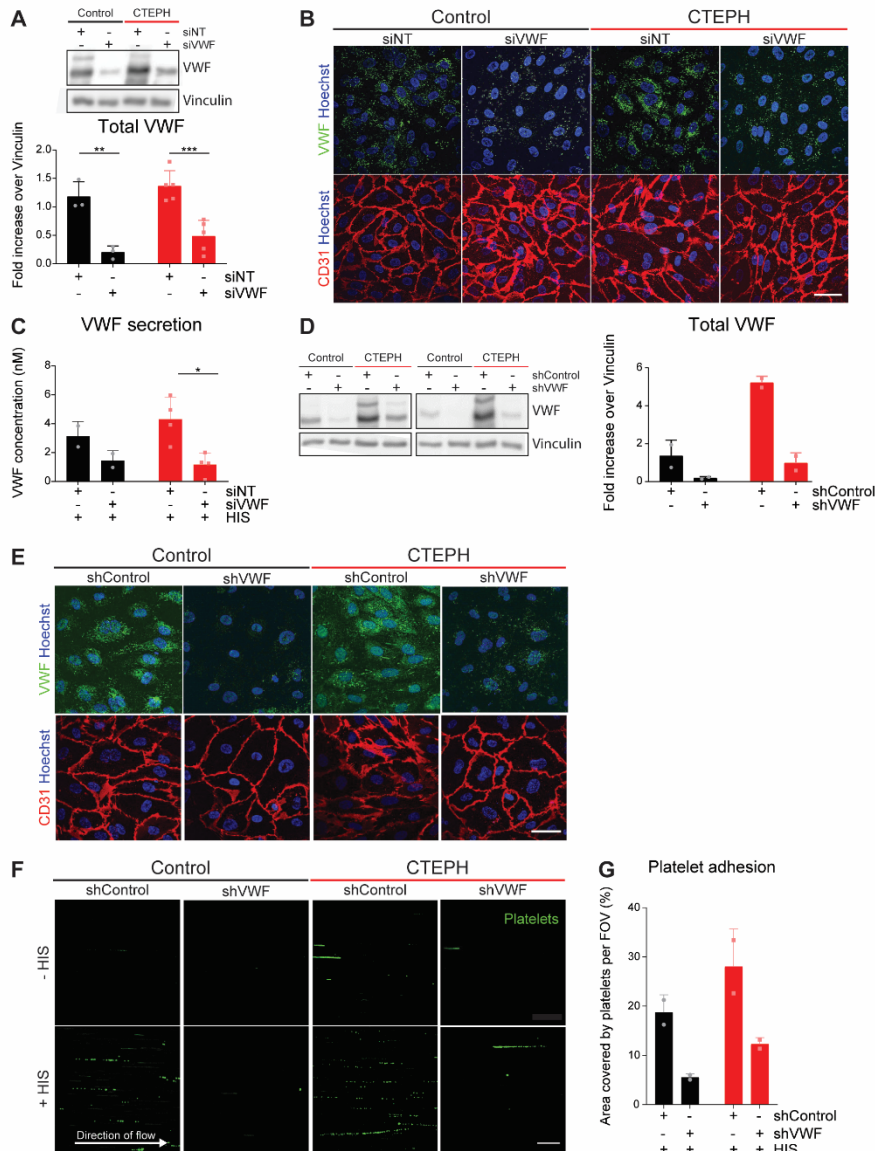 A
Control CTEPH
+ - + - siNT
- + - + siVWF
VWF
Vinculin
Total VWF
Fold increase over Vinculin
2.0
1.5
1.0
0.5
0.0
** ***
+ - + - siNT
- + - + siVWF
B
Control CTEPH
siNT siVWF siNT siVWF
VWF Hoechst
CD31 Hoechst
C
VWF secretion
VWF concentration (nM)
8
6
4
2
0
*
+ - + - siNT
- + - + siVWF
+ + + + HIS
D
Control CTEPH Control CTEPH
+ - + - + - + - shControl
- + - + - + - + shVWF
VWF
Vinculin
Total VWF
Fold increase over Vinculin
6
4
2
0
+ - + - shControl
- + - + shVWF
E
Control CTEPH
shControl shVWF shControl shVWF
VWF Hoechst
CD31 Hoechst
F
Control CTEPH
shControl shVWF shControl shVWF
Platelets
- HIS
+ HIS
Direction of flow
G
Platelet adhesion
Area covered by platelets per FOV (%)
40
30
20
10
0
+ - + - shControl
- + - + shVWF
+ + + + HIS